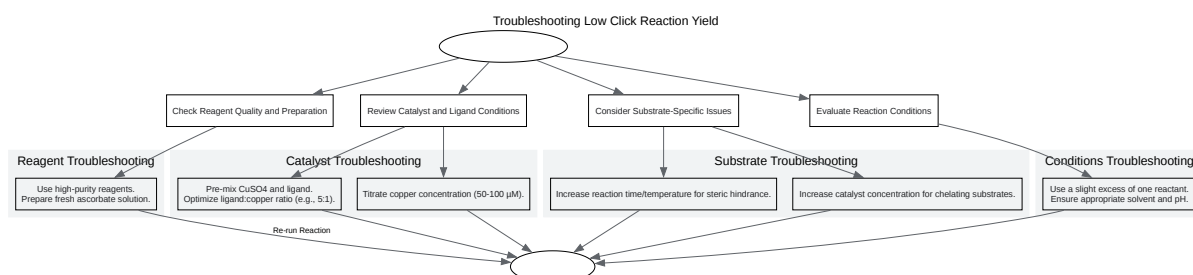 Troubleshooting Low Click Reaction Yield
Check Reagent Quality and Preparation
Review Catalyst and Ligand Conditions
Consider Substrate-Specific Issues
Evaluate Reaction Conditions
Reagent Troubleshooting
Catalyst Troubleshooting
Substrate Troubleshooting
Conditions Troubleshooting
Use high-purity reagents.
Prepare fresh ascorbate solution.
Pre-mix CuSO4 and ligand.
Optimize ligand:copper ratio (e.g., 5:1).
Titrate copper concentration (50-100 µM).
Increase reaction time/temperature for steric hindrance.
Increase catalyst concentration for chelating substrates.
Use a slight excess of one reactant.
Ensure appropriate solvent and pH.
Re-run Reaction